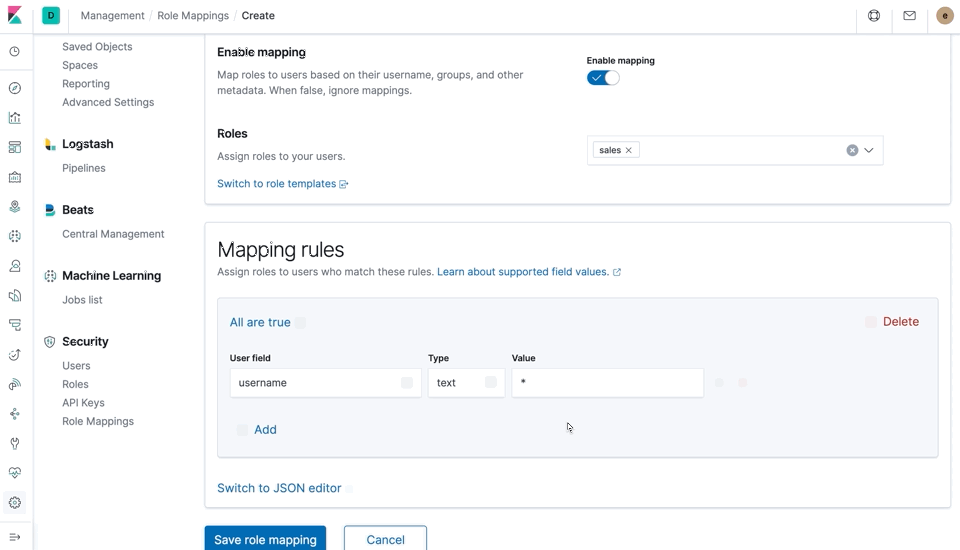 D
Management / Role Mappings / Create
e
Saved Objects
Spaces
Reporting
Advanced Settings
Logstash
Pipelines
Beats
Central Management
Machine Learning
Jobs list
Security
Users
Roles
API Keys
Role Mappings
Enable mapping
Map roles to users based on their username, groups, and other
metadata. When false, ignore mappings.
Enable mapping
Roles
Assign roles to your users.
Switch to role templates
sales
Mapping rules
Assign roles to users who match these rules. Learn about supported field values.
All are true
Delete
User field Type Value
username text *
Add
Switch to JSON editor
Save role mapping Cancel